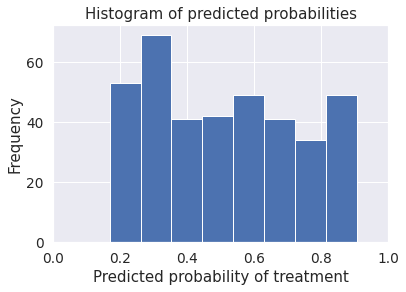 Histogram of predicted probabilities
Frequency
60
40
20
0
0.0 0.2 0.4 0.6 0.8 1.0
Predicted probability of treatment